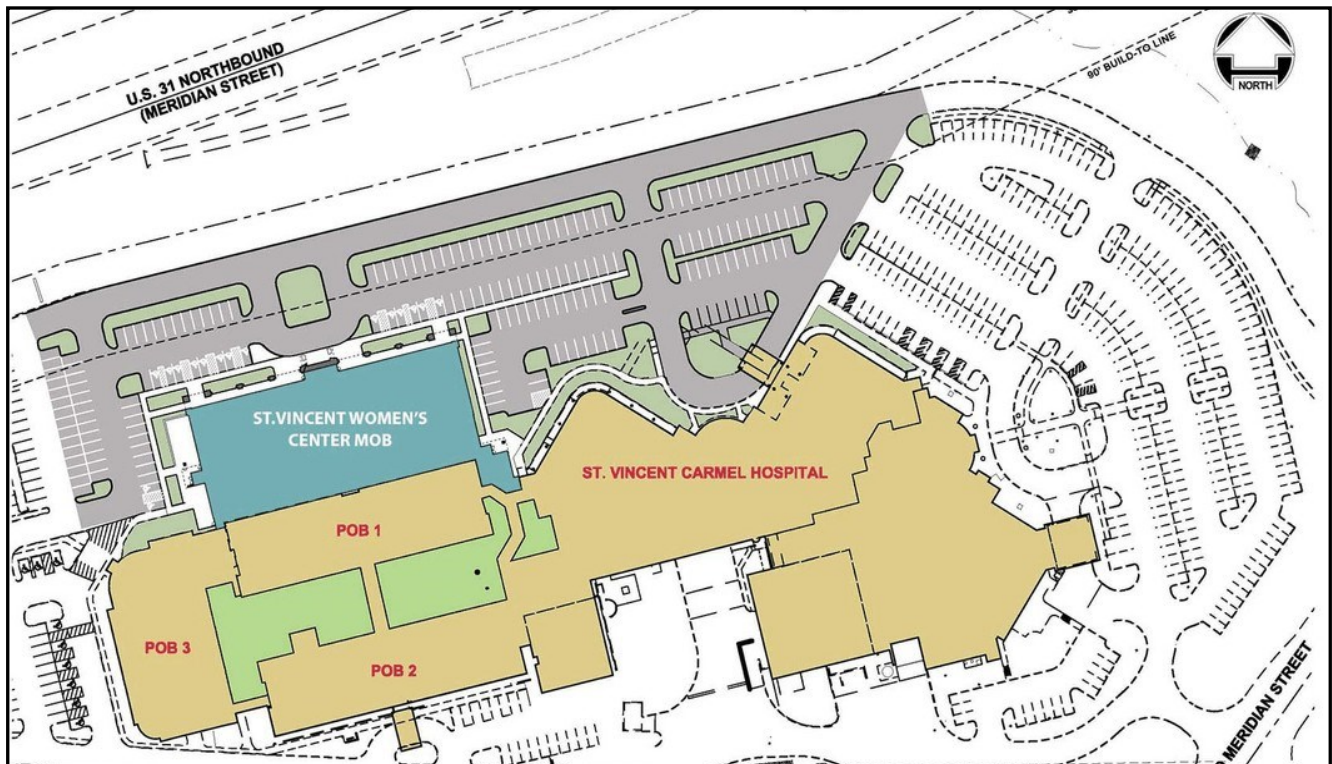 U.S. 31 NORTHBOUND
(MERIDIAN STREET)
90' BUILD-TO LINE
NORTH
ST.VINCENT WOMEN'S
CENTER MOB
ST. VINCENT CARMEL HOSPITAL
POB 1
POB 3
POB 2
MERIDIAN STREET